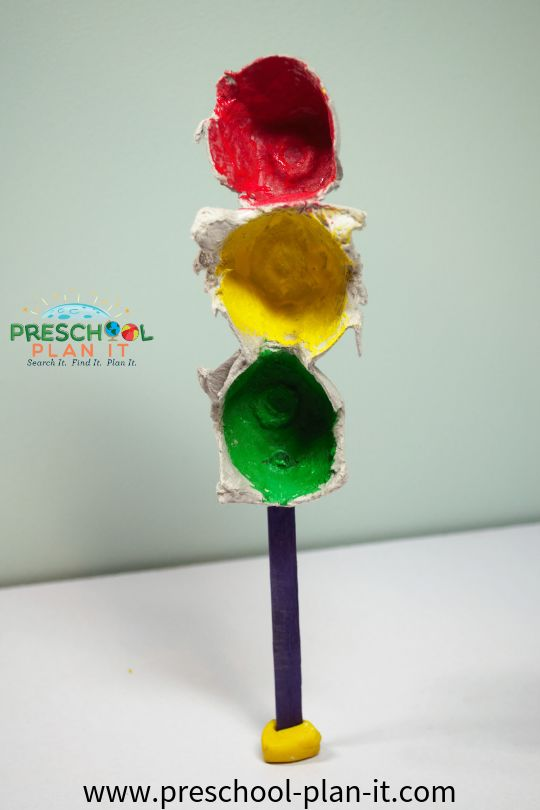 PRESCHOOL
PLAN IT
Search It. Find It. Plan It.
www.preschool-plan-it.com